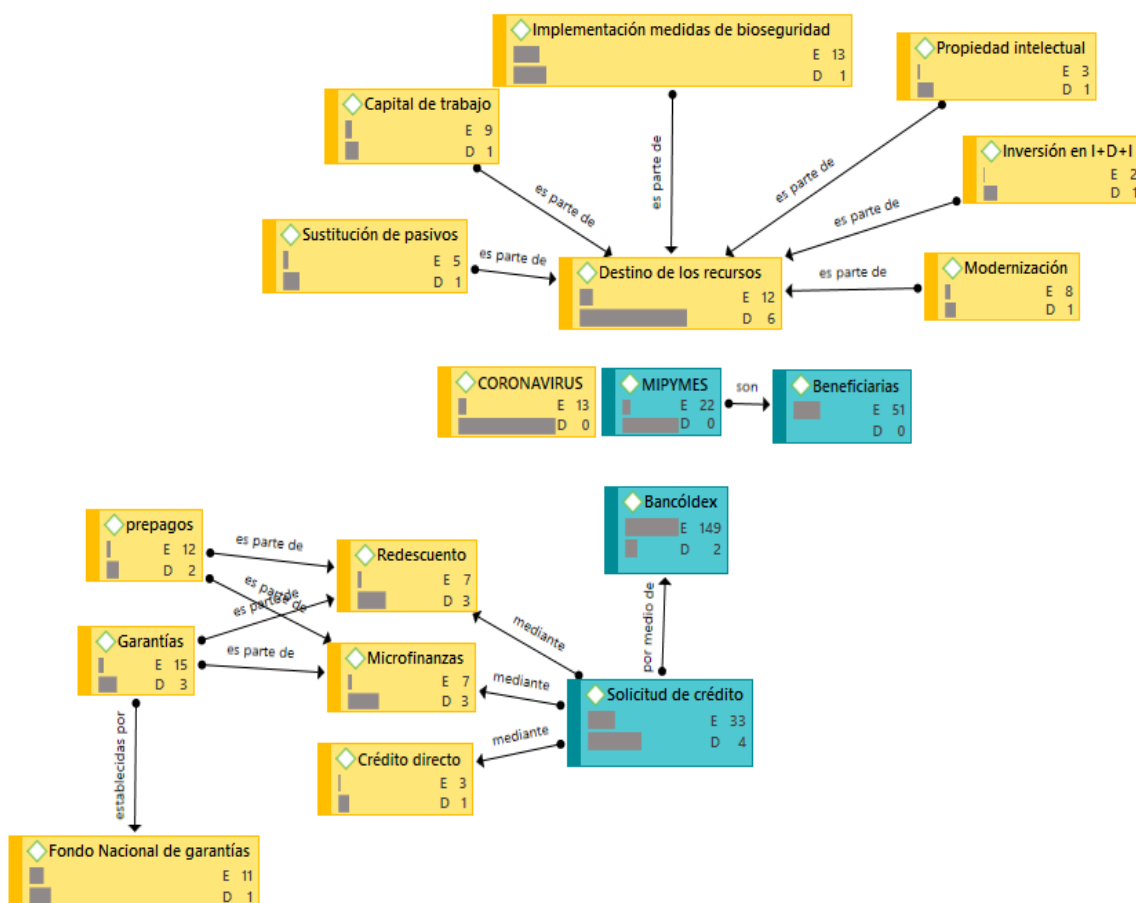 Implementación medidas de bioseguridad
E 13
D 1
Propiedad intelectual
E 3
D 1
Capital de trabajo
E 9
D 1
Inversión en I+D+I
E 2
D 1
es parte de
es parte de
es parte de
es parte de
Sustitución de pasivos
E 5
D 1
es parte de
Destino de los recursos
E 12
D 6
es parte de
Modernización
E 8
D 1
CORONAVIRUS
E 13
D 0
MIPYMES
E 22
D 0
son
Beneficiarias
E 51
D 0
Bancóldex
E 149
D 2
prepagos
E 12
D 2
es parte de
es parte de
Redescuento
E 7
D 3
es parte de
mediante
por medio de
Garantías
E 15
D 3
es parte de
Microfinanzas
E 7
D 3
mediante
Solicitud de crédito
E 33
D 4
mediante
Crédito directo
E 3
D 1
establecidas por
Fondo Nacional de garantías
E 11
D 1